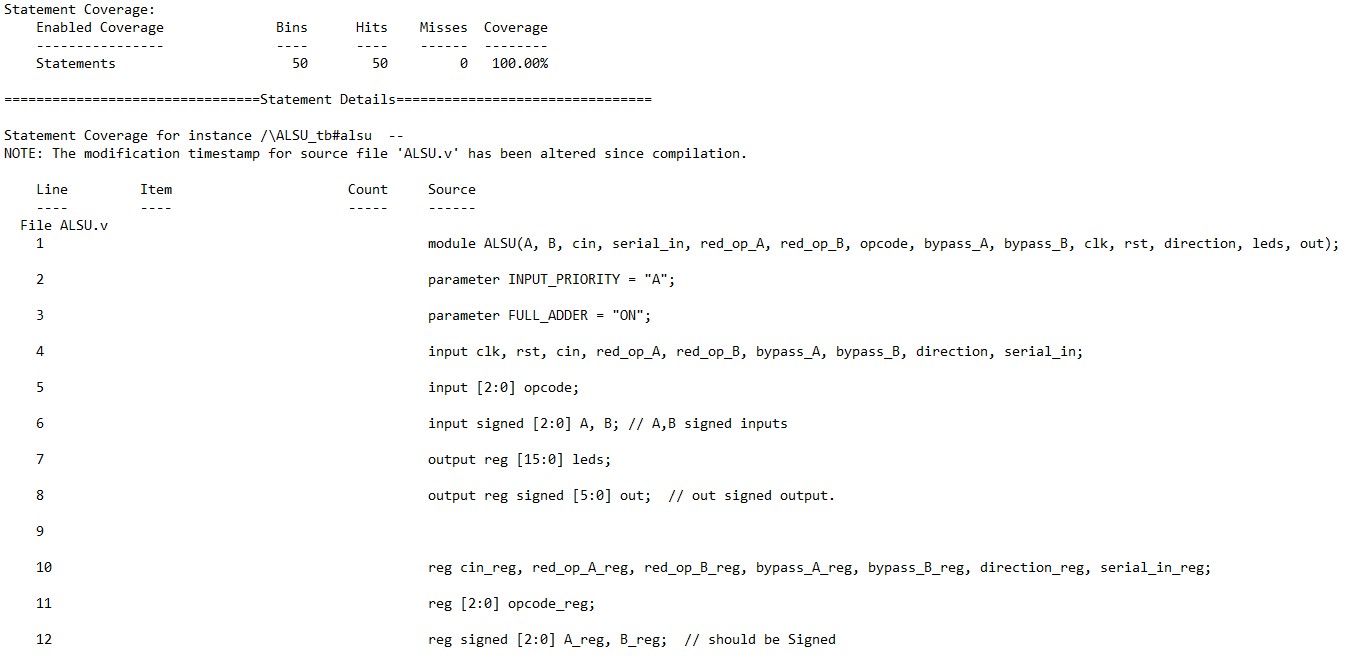 Statement Coverage:
    Enabled Coverage              Bins      Hits    Misses  Coverage
    ----------------              ----      ----    ------  --------
    Statements                      50        50         0   100.00%
================================Statement Details================================
Statement Coverage for instance /\ALSU_tb#alsu  --
NOTE: The modification timestamp for source file 'ALSU.v' has been altered since compilation.
    Line         Item                      Count     Source
    ----         ----                      -----     ------
  File ALSU.v
    1                                                module ALSU(A, B, cin, serial_in, red_op_A, red_op_B, opcode, bypass_A, bypass_B, clk, rst, direction, leds, out);
    2                                                parameter INPUT_PRIORITY = "A";
    3                                                parameter FULL_ADDER = "ON";
    4                                                input clk, rst, cin, red_op_A, red_op_B, bypass_A, bypass_B, direction, serial_in;
    5                                                input [2:0] opcode;
    6                                                input signed [2:0] A, B; // A,B signed inputs
    7                                                output reg [15:0] leds;
    8                                                output reg signed [5:0] out;  // out signed output.
    9
    10                                               reg cin_reg, red_op_A_reg, red_op_B_reg, bypass_A_reg, bypass_B_reg, direction_reg, serial_in_reg;
    11                                               reg [2:0] opcode_reg;
    12                                               reg signed [2:0] A_reg, B_reg;  // should be Signed